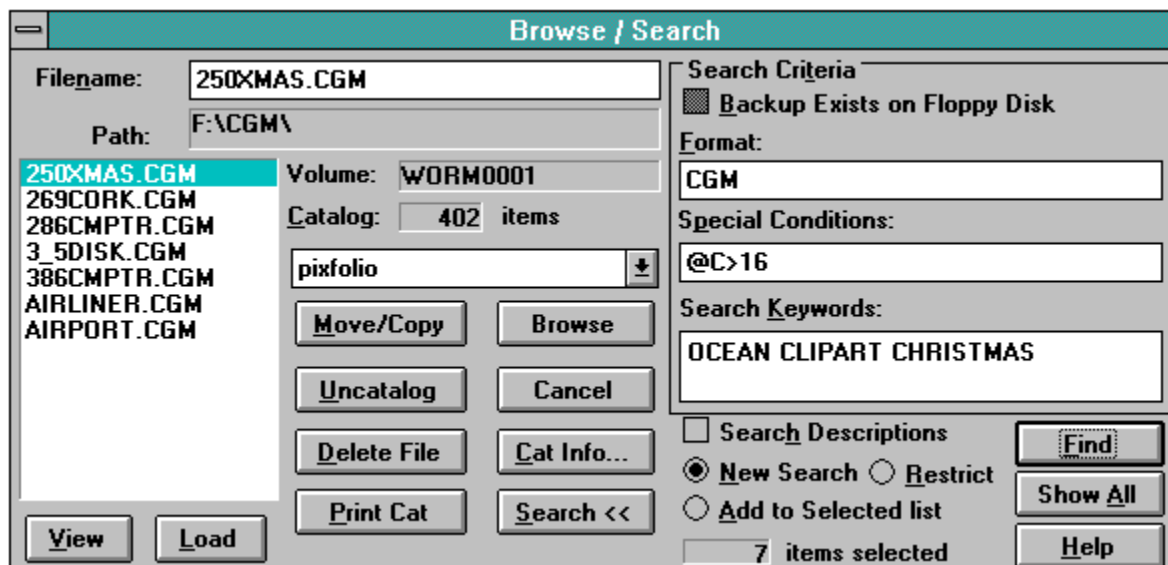 Browse / Search
Filename: 250XMAS.CGM
Path: F:\CGM\
250XMAS.CGM
269CORK.CGM
286CMPTR.CGM
3_5DISK.CGM
386CMPTR.CGM
AIRLINER.CGM
AIRPORT.CGM
View Load
Volume: WORM0001
Catalog: 402 items
pixfolio
Move/Copy Browse
Uncatalog Cancel
Delete File Cat Info...
Print Cat Search <<
Search Criteria
Backup Exists on Floppy Disk
Format:
CGM
Special Conditions:
@C>16
Search Keywords:
OCEAN CLIPART CHRISTMAS
Search Descriptions
New Search Restrict
Add to Selected list
7 items selected
Find
Show All
Help